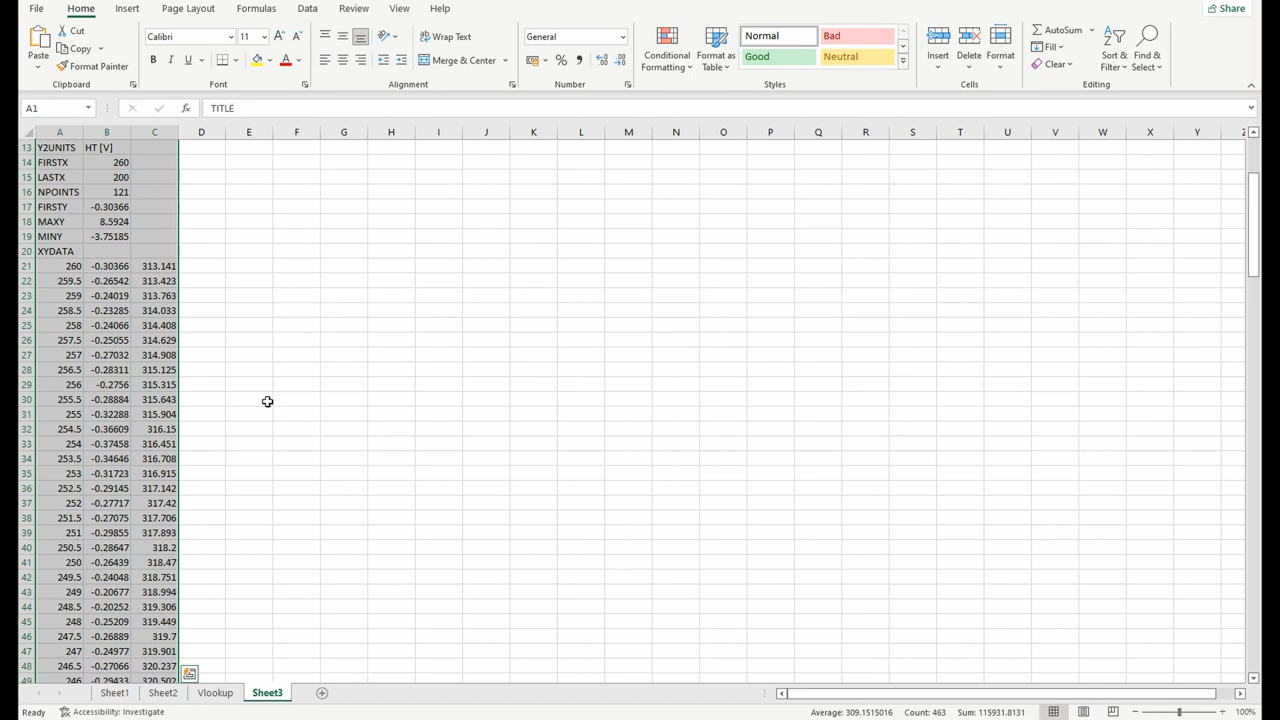 File Home Insert Page Layout Formulas Data Review View Help Share
Paste Cut Copy Format Painter Clipboard
Calibri 11 A A B I U A Font
ab Wrap Text Merge & Center Alignment
General % , Number
Conditional Formatting Format as Table Normal Bad Good Neutral Styles
Insert Delete Format Cells
AutoSum Fill Clear Sort & Filter Find & Select Editing
A1 fx TITLE
A B C D E F G H I J K L M N O P Q R S T U V W X Y Z
13 Y2UNITS HT [V]
14 FIRSTX 260
15 LASTX 200
16 NPOINTS 121
17 FIRSTY -0.30366
18 MAXY 8.5924
19 MINY -3.75185
20 XYDATA
21 260 -0.30366 313.141
22 259.5 -0.26542 313.423
23 259 -0.24019 313.763
24 258.5 -0.23285 314.033
25 258 -0.24066 314.408
26 257.5 -0.25055 314.629
27 257 -0.27032 314.908
28 256.5 -0.28311 315.125
29 256 -0.2756 315.315
30 255.5 -0.28884 315.643
31 255 -0.32288 315.904
32 254.5 -0.36609 316.15
33 254 -0.37458 316.451
34 253.5 -0.34646 316.708
35 253 -0.31723 316.915
36 252.5 -0.29145 317.142
37 252 -0.27717 317.42
38 251.5 -0.27075 317.706
39 251 -0.29855 317.893
40 250.5 -0.28647 318.2
41 250 -0.26439 318.47
42 249.5 -0.24048 318.751
43 249 -0.20677 318.994
44 248.5 -0.20252 319.306
45 248 -0.25209 319.449
46 247.5 -0.26889 319.7
47 247 -0.24977 319.901
48 246.5 -0.27066 320.237
49 246 -0.29433 320.502
Sheet1 Sheet2 Vlookup Sheet3
Ready Accessibility: Investigate Average: 309.1515016 Count: 463 Sum: 115931.8131 100%